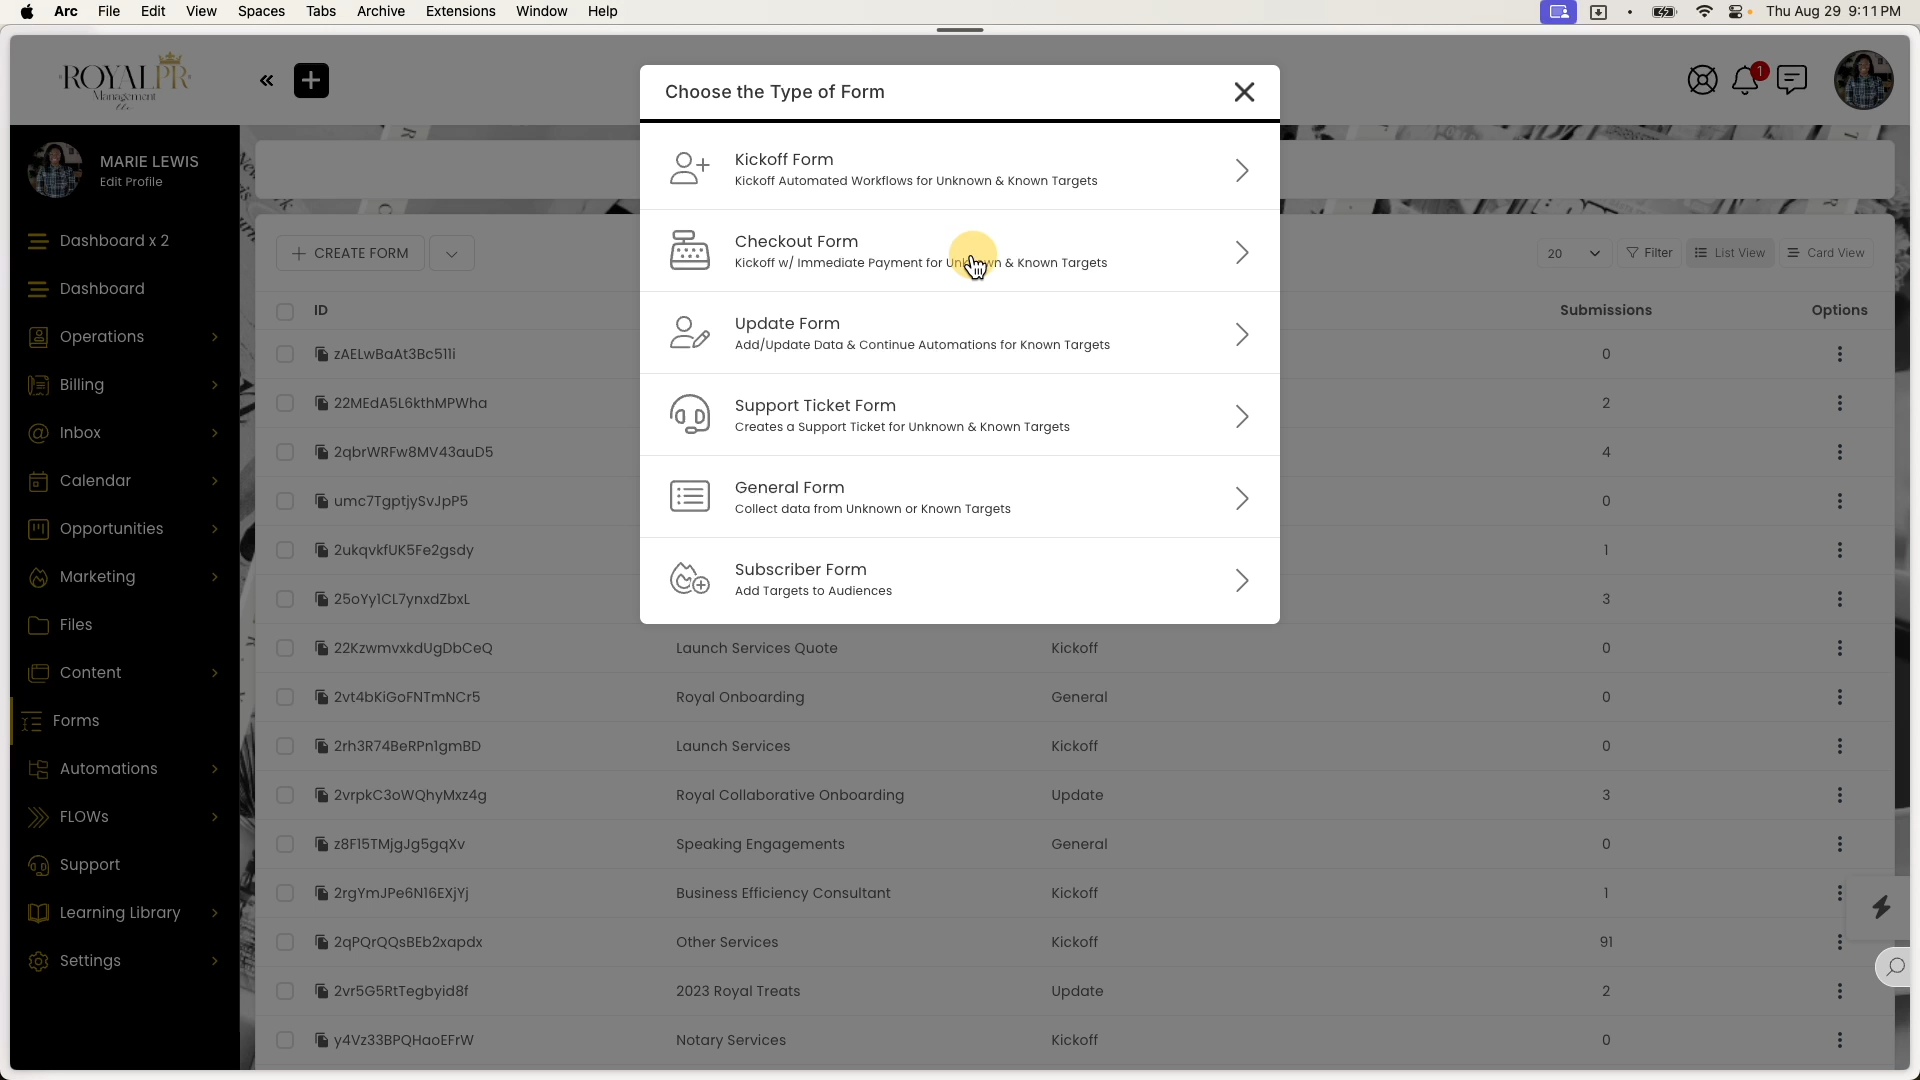 Arc File Edit View Spaces Tabs Archive Extensions Window Help Thu Aug 29 9:11 PM
ROYALPR
Management
llc
1
MARIE LEWIS
Edit Profile
Dashboard x 2
Dashboard
Operations
Billing
Inbox
Calendar
Opportunities
Marketing
Files
Content
Forms
Automations
FLOWs
Support
Learning Library
Settings
Choose the Type of Form
Kickoff Form
Kickoff Automated Workflows for Unknown & Known Targets
Checkout Form
Kickoff w/ Immediate Payment for Unknown & Known Targets
Update Form
Add/Update Data & Continue Automations for Known Targets
Support Ticket Form
Creates a Support Ticket for Unknown & Known Targets
General Form
Collect data from Unknown or Known Targets
Subscriber Form
Add Targets to Audiences
CREATE FORM 20 Filter List View Card View
ID Submissions Options
zAELwBaAt3Bc511i 0
22MEdA5L6kthMPWha 2
2qbrWRFw8MV43auD5 4
umc7TgptjySvJpP5 0
2ukqvkfUK5Fe2gsdy 1
25oYy1CL7ynxdZbxL 3
22KzwmvxkdUgDbCeQ Launch Services Quote Kickoff 0
2vt4bKiGoFNTmNCr5 Royal Onboarding General 0
2rh3R74BeRPn1gmBD Launch Services Kickoff 0
2vrpkC3oWQhyMxz4g Royal Collaborative Onboarding Update 3
z8F15TMjgJg5gqXv Speaking Engagements General 0
2rgYmJPe6N16EXjYj Business Efficiency Consultant Kickoff 1
2qPQrQQsBEb2xapdx Other Services Kickoff 91
2vr5G5RtTegbyid8f 2023 Royal Treats Update 2
y4Vz33BPQHaoEFrW Notary Services Kickoff 0